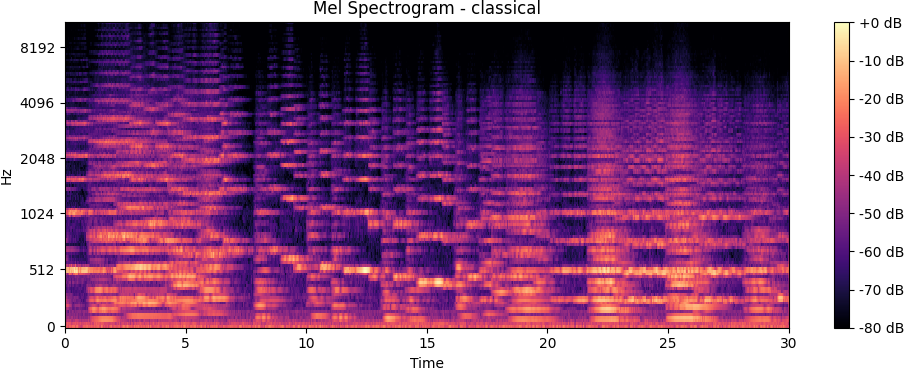 Mel Spectrogram - classical
Hz
8192
4096
2048
1024
512
0
0 5 10 15 20 25 30
Time
+0 dB
-10 dB
-20 dB
-30 dB
-40 dB
-50 dB
-60 dB
-70 dB
-80 dB